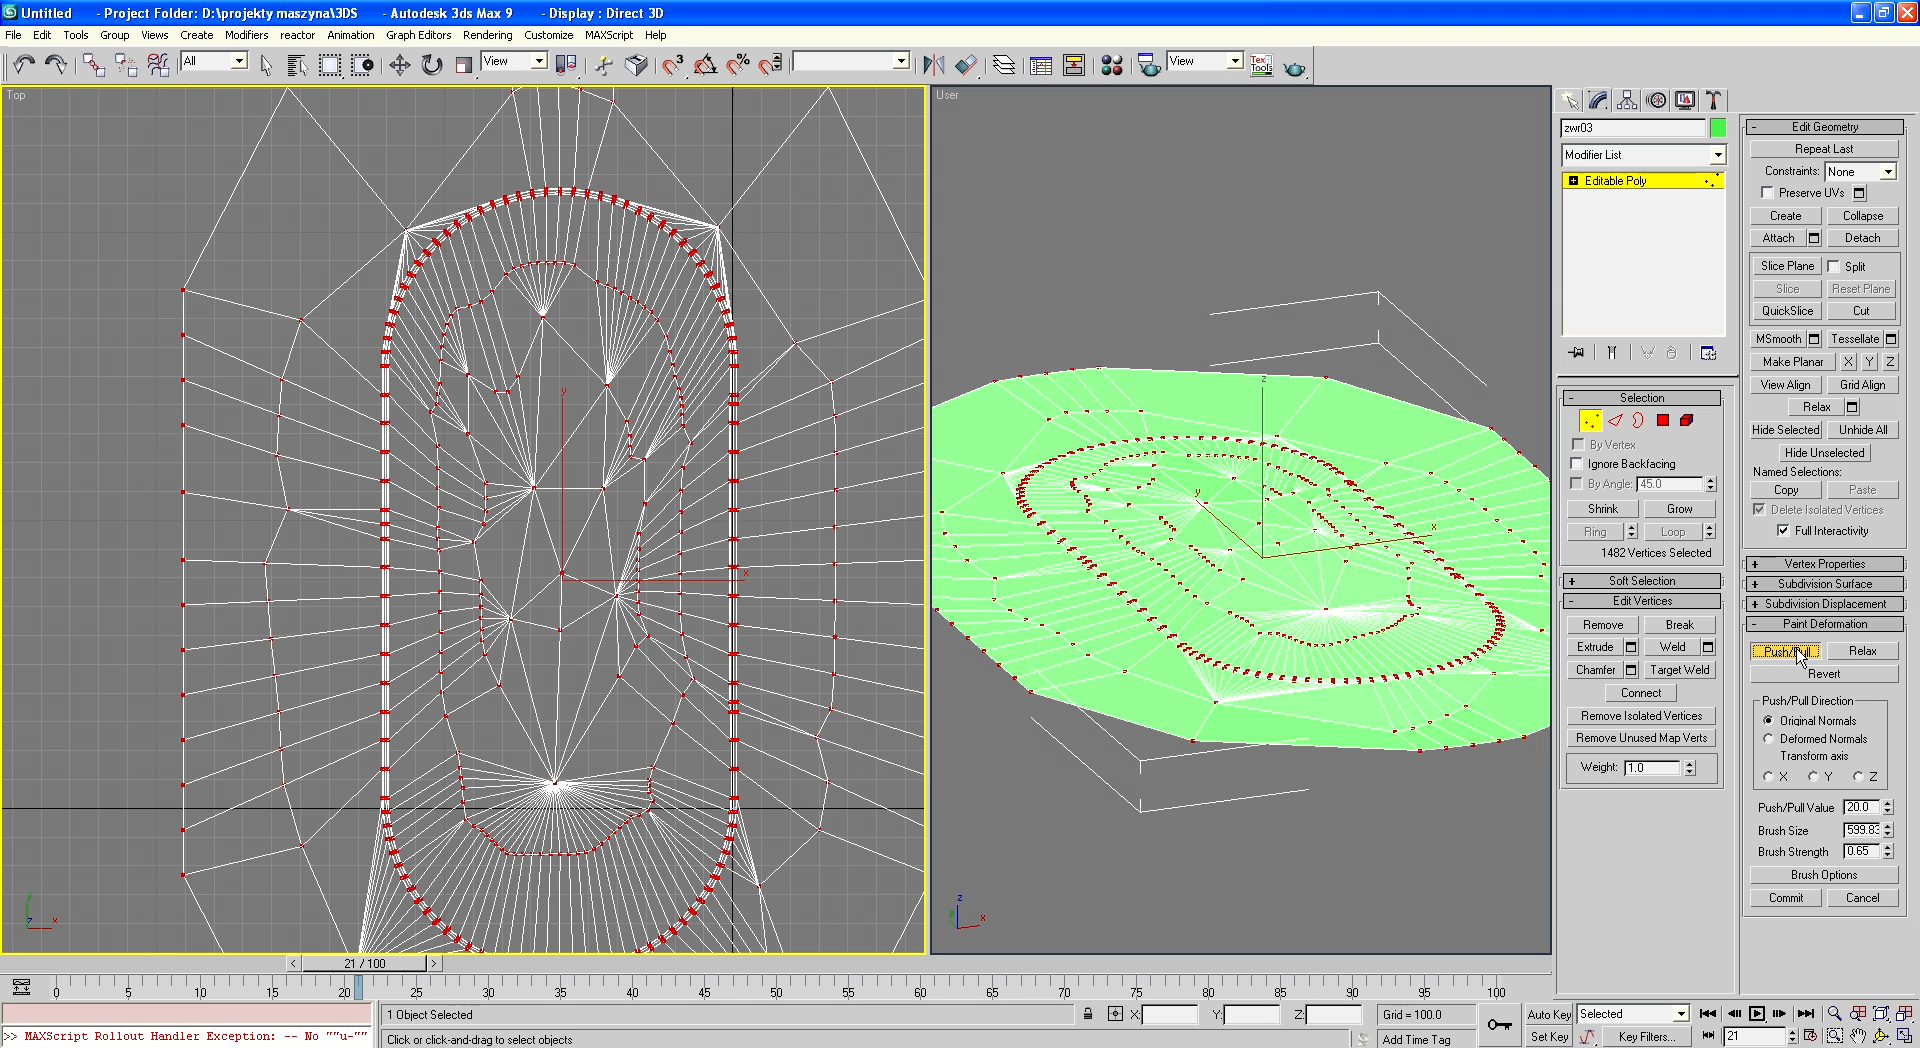 Untitled - Project Folder: D:\projekty maszyna\3DS - Autodesk 3ds Max 9 - Display : Direct 3D
File Edit Tools Group Views Create Modifiers reactor Animation Graph Editors Rendering Customize MAXScript Help
All View View Tex Tools
Top
User
y
x
z
y
x
y
z x
z
y x
zwr03
Modifier List
Editable Poly
- Selection
By Vertex
Ignore Backfacing
By Angle: 45.0
Shrink Grow
Ring Loop
1482 Vertices Selected
+ Soft Selection
- Edit Vertices
Remove Break
Extrude Weld
Chamfer Target Weld
Connect
Remove Isolated Vertices
Remove Unused Map Verts
Weight: 1.0
- Edit Geometry
Repeat Last
Constraints: None
Preserve UVs
Create Collapse
Attach Detach
Slice Plane Split
Slice Reset Plane
QuickSlice Cut
MSmooth Tessellate
Make Planar X Y Z
View Align Grid Align
Relax
Hide Selected Unhide All
Hide Unselected
Named Selections:
Copy Paste
Delete Isolated Vertices
Full Interactivity
+ Vertex Properties
+ Subdivision Surface
+ Subdivision Displacement
- Paint Deformation
Push/Pull Relax
Revert
Push/Pull Direction
Original Normals
Deformed Normals
Transform axis
X Y Z
Push/Pull Value 20.0
Brush Size 599.83
Brush Strength 0.65
Brush Options
Commit Cancel
< 21 / 100 >
0 5 10 15 20 25 30 35 40 45 50 55 60 65 70 75 80 85 90 95 100
1 Object Selected X: Y: Z: Grid = 100.0 Auto Key Selected
>> MAXScript Rollout Handler Exception: -- No ""u-""
Click or click-and-drag to select objects Add Time Tag Set Key Key Filters... 21